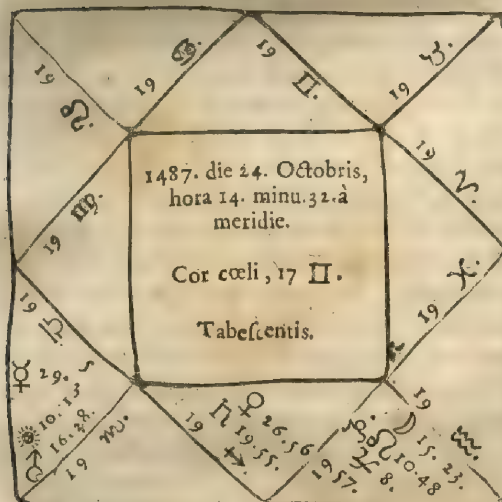 19 ♋.
19 ♊.
19 ♌.
19 ♉.
1487. die 24. Octobris,
hora 14. minu. 32. à
meridie.
19 ♈.
19 ♍.
Cor cœli, 17 ♊.
19 ♓.
Tabeſcentis.
19 ♎
☿ 29. 5
☉ 10. 13
♂ 16. 28.
19 ♏.
19 ♐.
♀ 26. 56
19. 55.
19 57.
♑.
☊ 10. 48
♃ 8.
☽ 15. 23.
19 ♒.